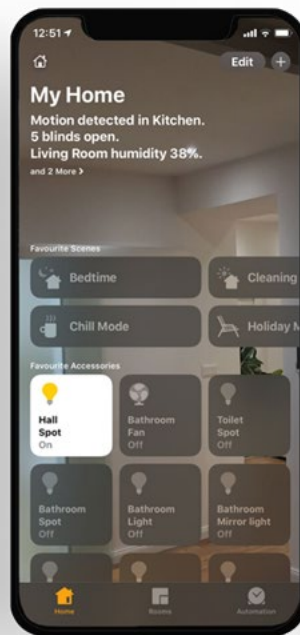 12:51
Edit
My Home
Motion detected in Kitchen.
5 blinds open.
Living Room humidity 38%.
and 2 More >
Favourite Scenes
Bedtime
Cleaning
Chill Mode
Holiday M
Favourite Accessories
Hall
Spot
On
Bathroom
Fan
Off
Toilet
Spot
Off
Bathroom
Spot
Off
Bathroom
Light
Off
Bathroom
Mirror light
Off
Home
Rooms
Automation